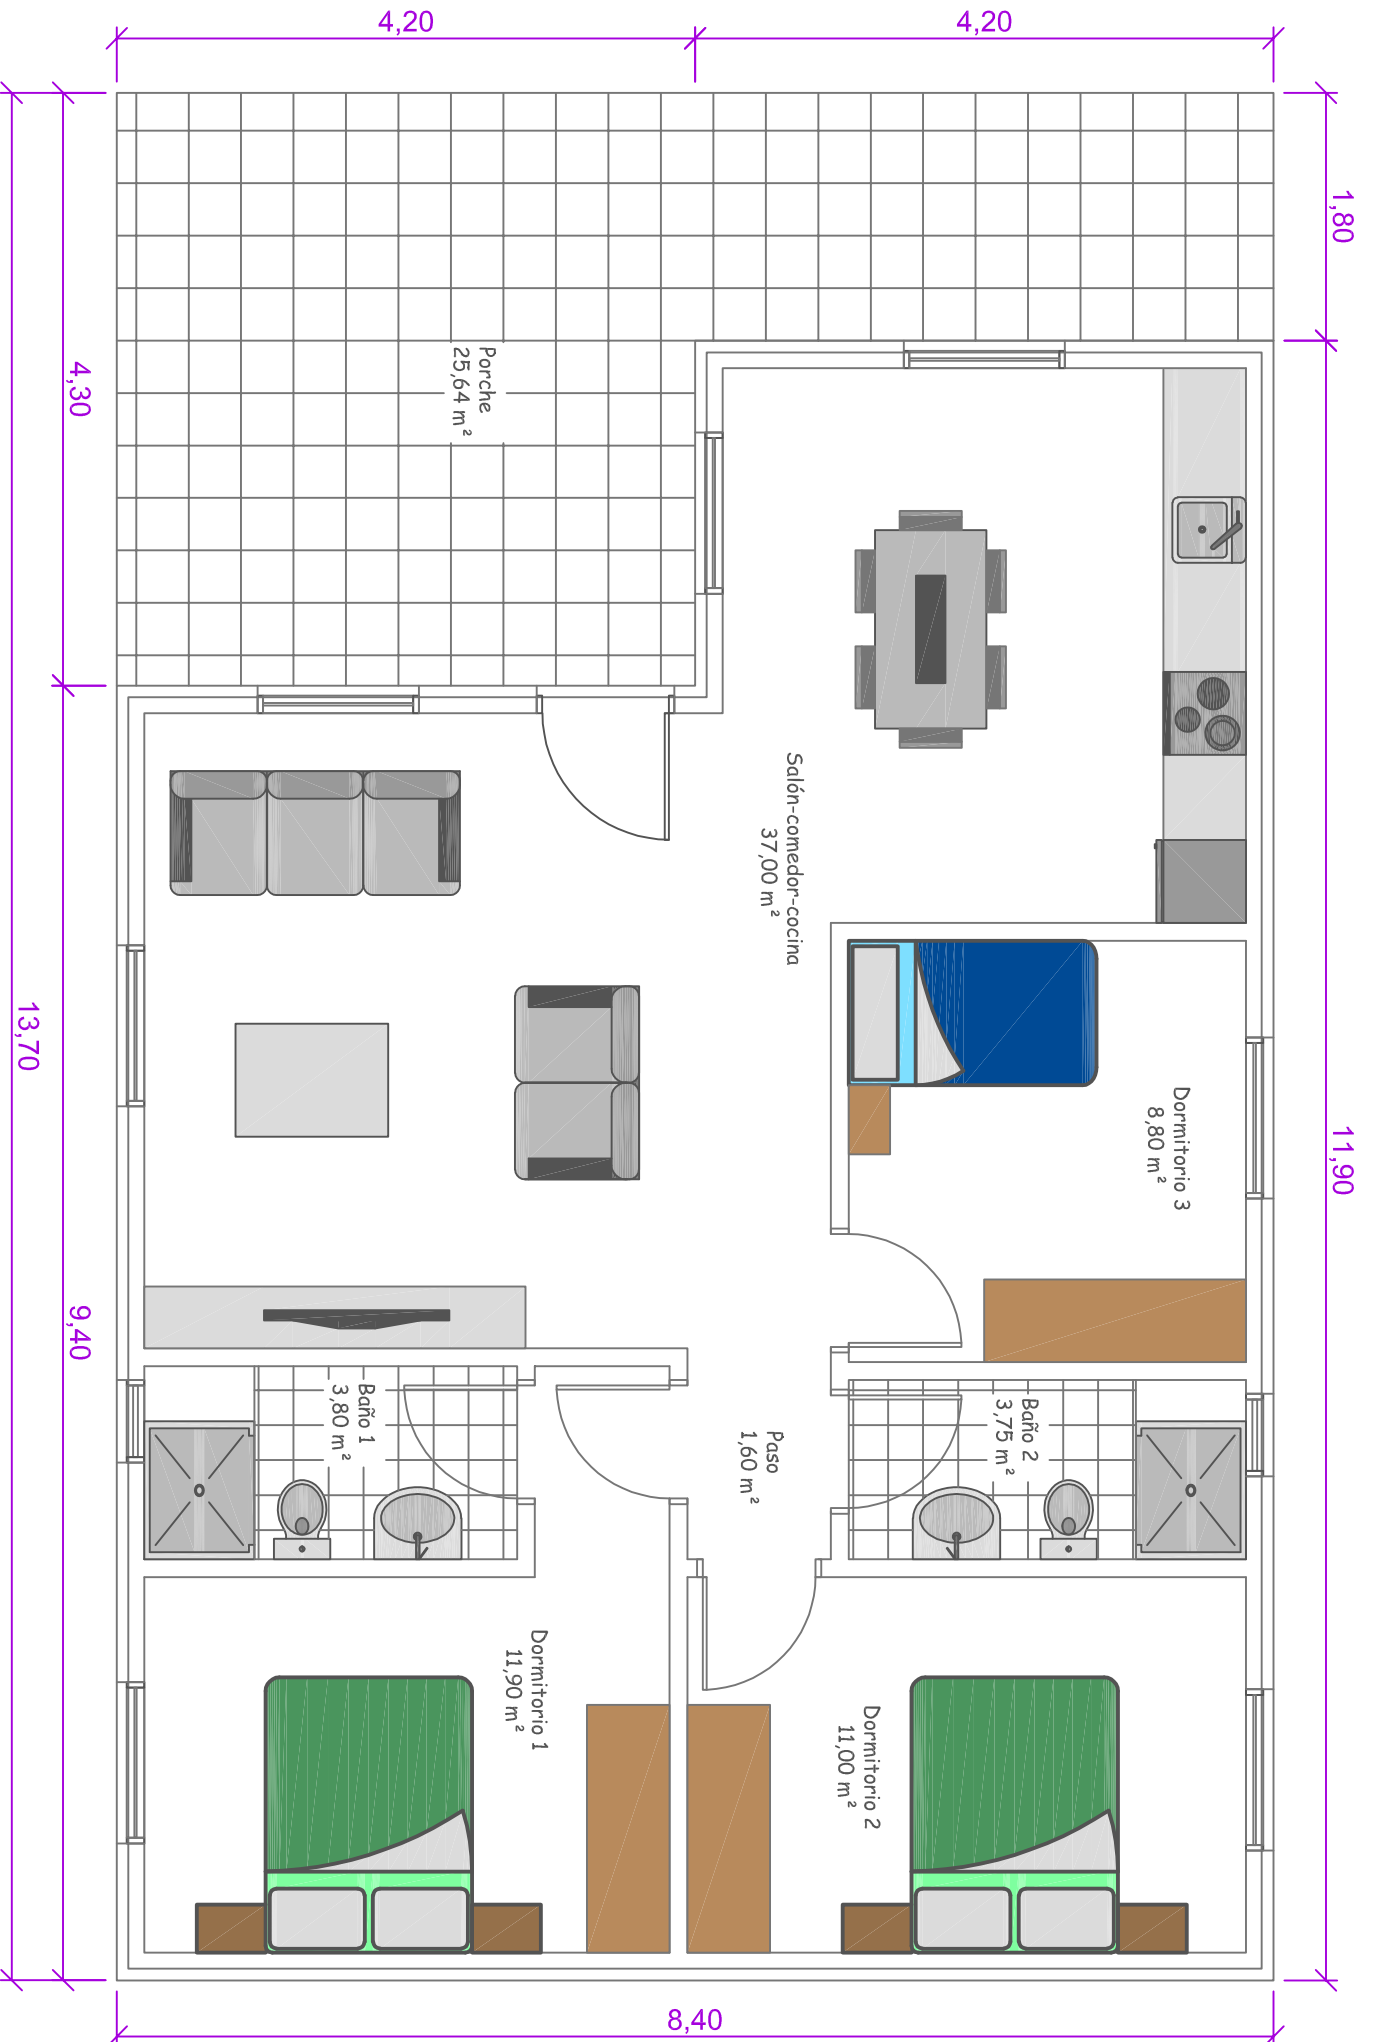 4,20
4,20
1,80
4,30
Porche
25,64 m²
Salón-comedor-cocina
37,00 m²
13,70
Dormitorio 3
8,80 m²
11,90
9,40
Baño 1
3,80 m²
Paso
1,60 m²
Baño 2
3,75 m²
Dormitorio 1
11,90 m²
Dormitorio 2
11,00 m²
8,40